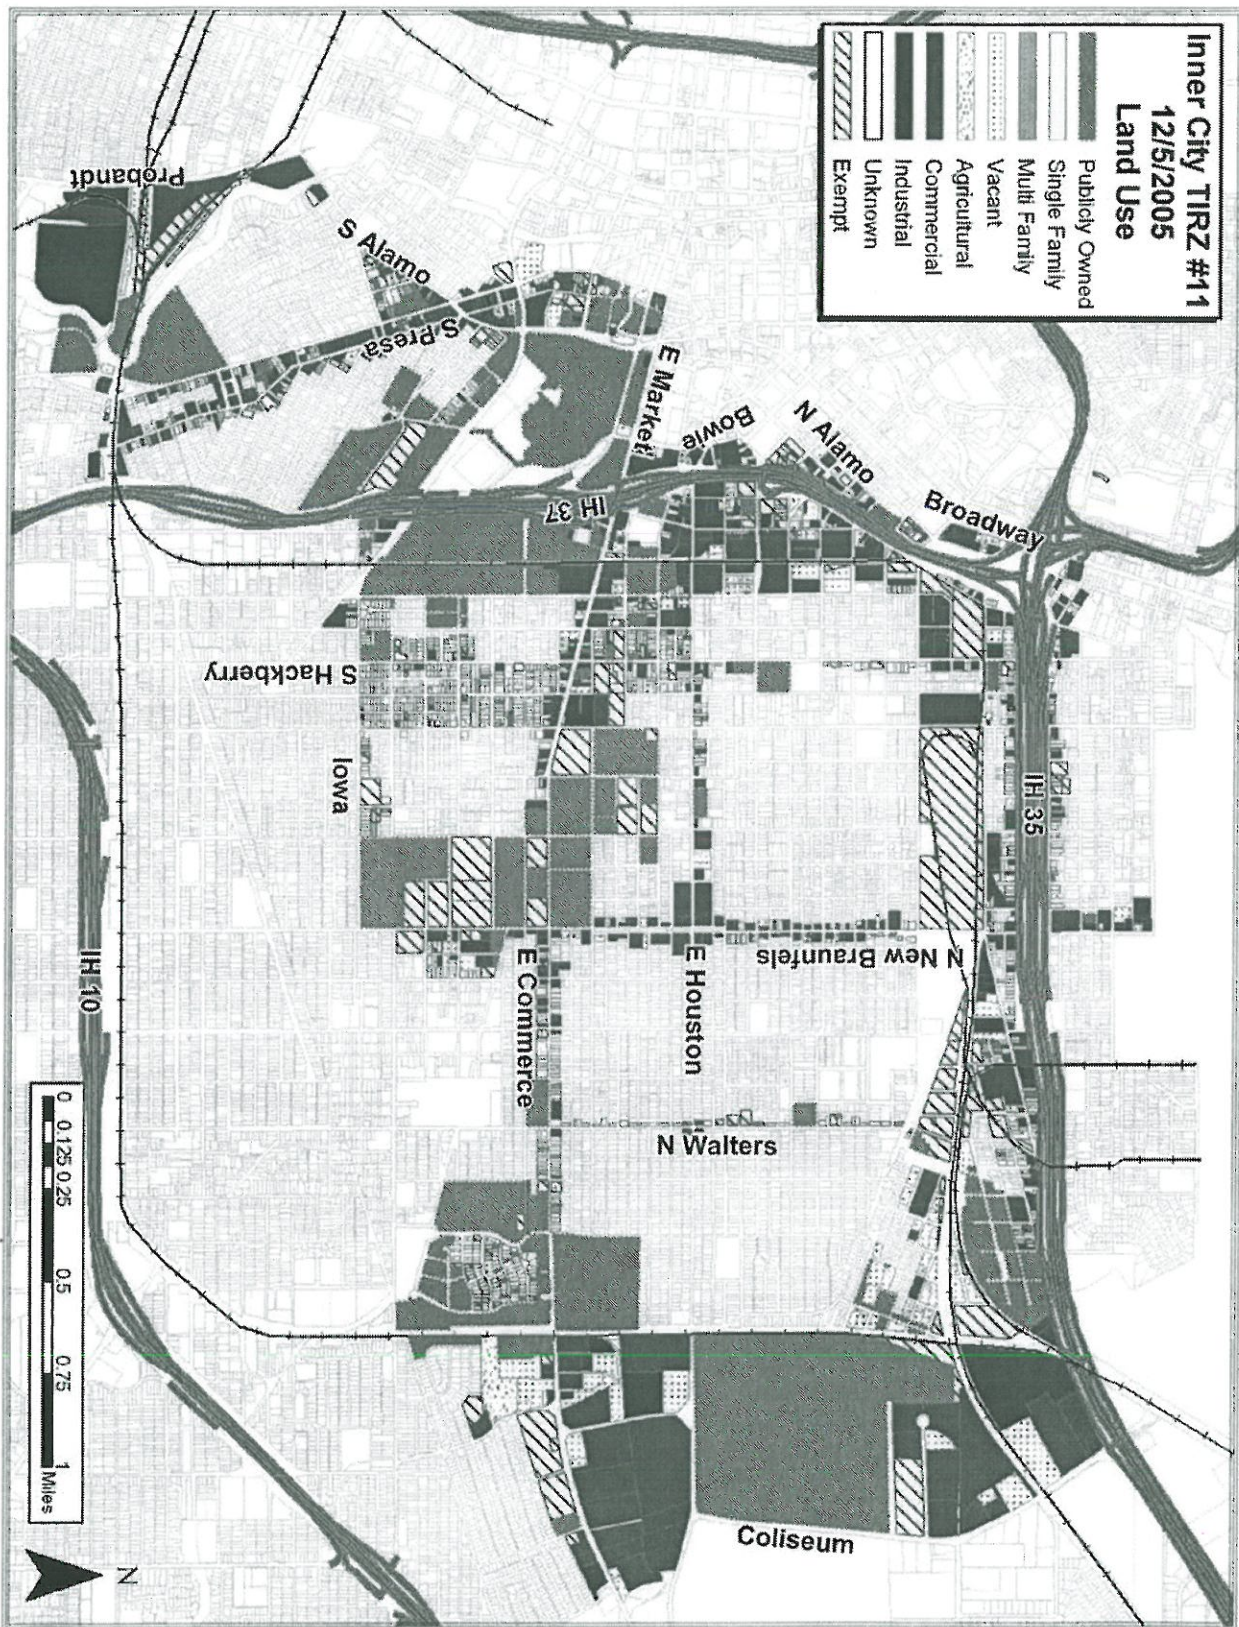 Inner City TIRZ #11
12/5/2005
Land Use
Publicly Owned
Single Family
Multi Family
Vacant
Agricultural
Commercial
Industrial
Unknown
Exempt
Broadway
N Alamo
Bowie
E Market
IH 37
S Alamo
S Presa
Probandt
IH 35
S Hackberry
Iowa
N New Braunfels
E Houston
E Commerce
N Walters
IH 10
Coliseum
0 0.125 0.25 0.5 0.75 1
Miles
N